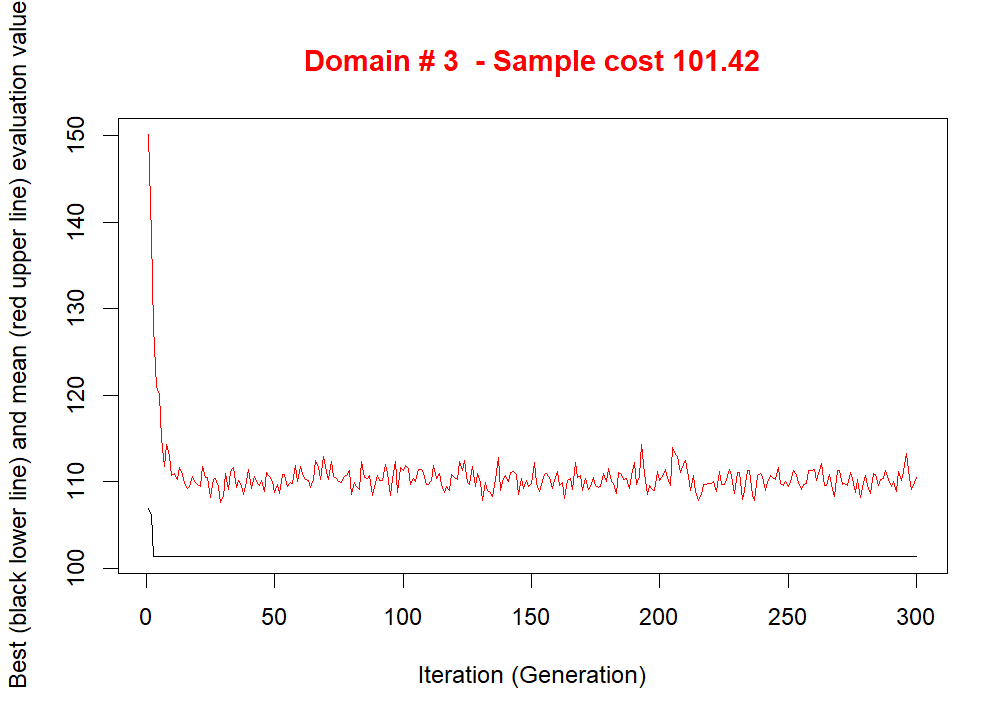 Domain # 3  - Sample cost 101.42
Best (black lower line) and mean (red upper line) evaluation value
150
140
130
120
110
100
0 50 100 150 200 250 300
Iteration (Generation)